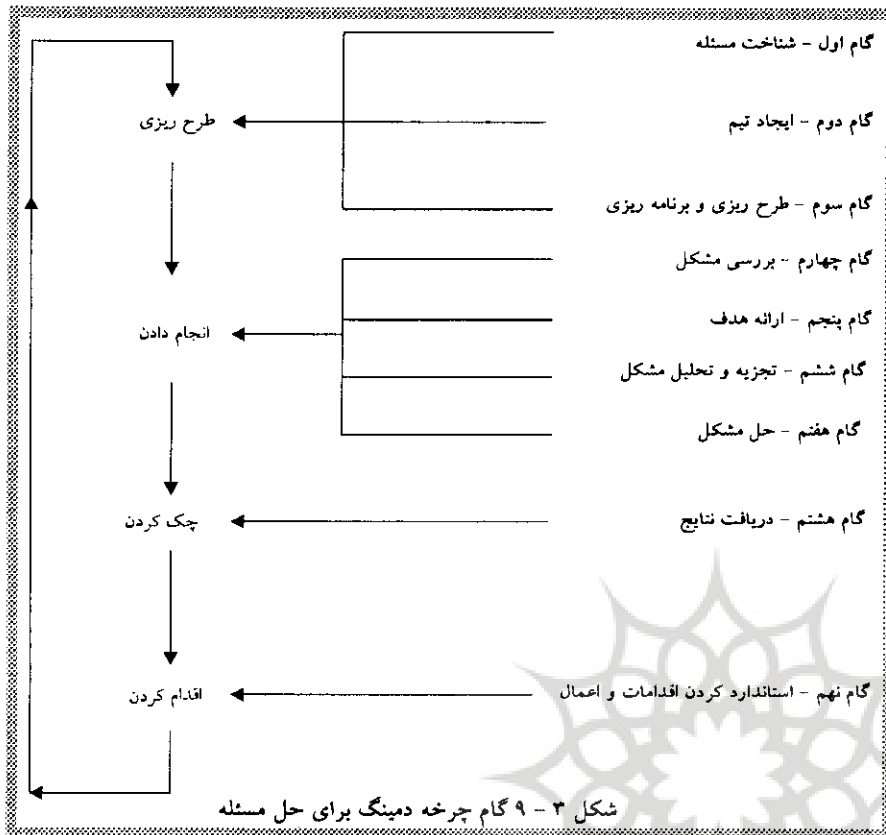 گام اول - شناخت مسئله
طرح ریزی
گام دوم - ایجاد تیم
گام سوم - طرح ریزی و برنامه ریزی
گام چهارم - بررسی مشکل
گام پنجم - ارائه هدف
انجام دادن
گام ششم - تجزیه و تحلیل مشکل
گام هفتم - حل مشکل
گام هشتم - دریافت نتایج
چک کردن
گام نهم - استاندارد کردن اقدامات و اعمال
اقدام کردن
شکل ۳ - ۹ گام چرخه دمینگ برای حل مسئله